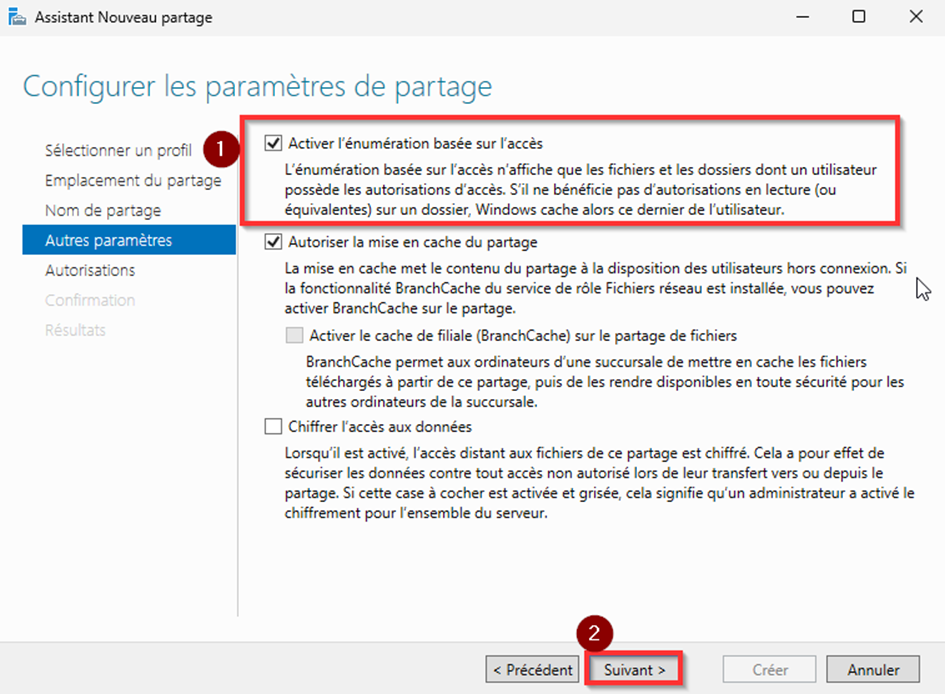 Assistant Nouveau partage
Configurer les paramètres de partage
Sélectionner un profil
Emplacement du partage
Nom de partage
Autres paramètres
Autorisations
Confirmation
Résultats
1
Activer l'énumération basée sur l'accès
L'énumération basée sur l'accès n'affiche que les fichiers et les dossiers dont un utilisateur
possède les autorisations d'accès. S'il ne bénéficie pas d'autorisations en lecture (ou
équivalentes) sur un dossier, Windows cache alors ce dernier de l'utilisateur.
Autoriser la mise en cache du partage
La mise en cache met le contenu du partage à la disposition des utilisateurs hors connexion. Si
la fonctionnalité BranchCache du service de rôle Fichiers réseau est installée, vous pouvez
activer BranchCache sur le partage.
Activer le cache de filiale (BranchCache) sur le partage de fichiers
BranchCache permet aux ordinateurs d'une succursale de mettre en cache les fichiers
téléchargés à partir de ce partage, puis de les rendre disponibles en toute sécurité pour les
autres ordinateurs de la succursale.
Chiffrer l'accès aux données
Lorsqu'il est activé, l'accès distant aux fichiers de ce partage est chiffré. Cela a pour effet de
sécuriser les données contre tout accès non autorisé lors de leur transfert vers ou depuis le
partage. Si cette case à cocher est activée et grisée, cela signifie qu'un administrateur a activé le
chiffrement pour l'ensemble du serveur.
2
< Précédent
Suivant >
Créer
Annuler